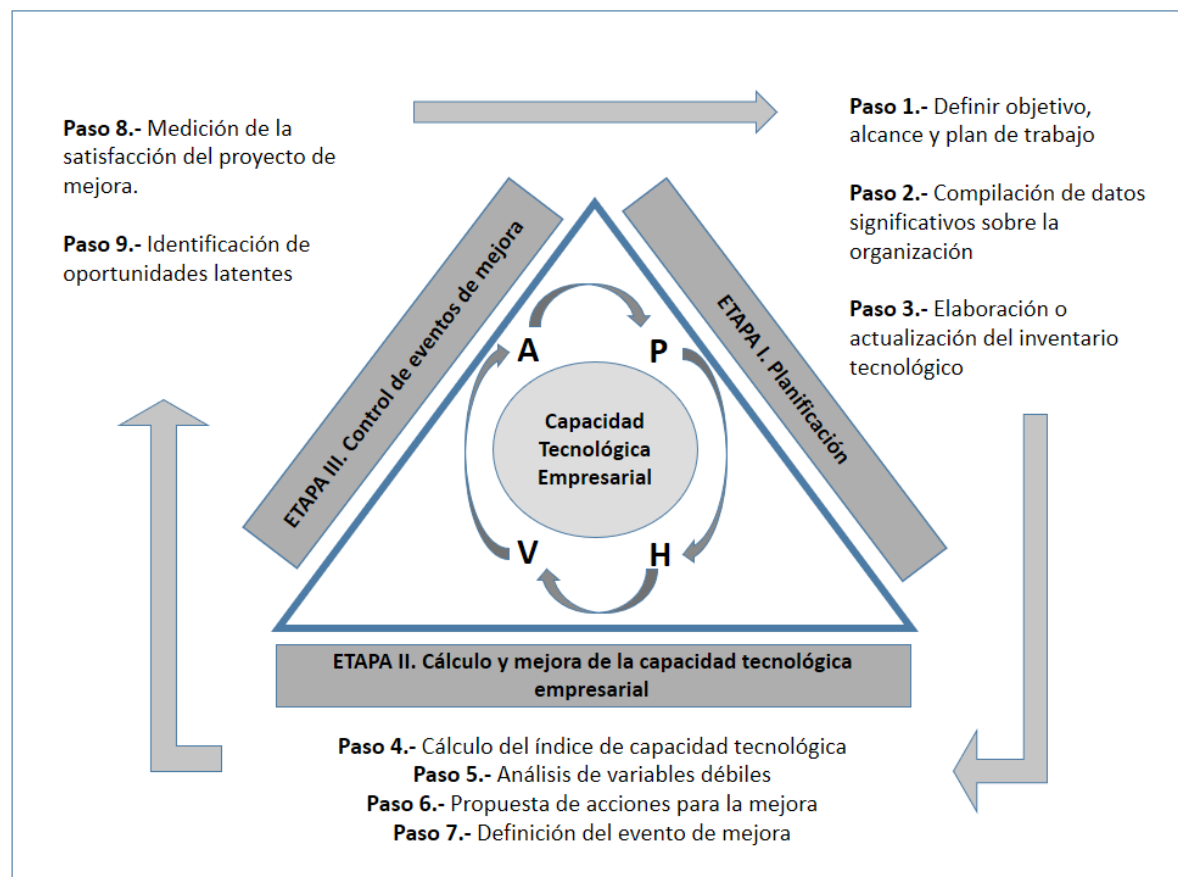 Paso 8.- Medición de la
satisfacción del proyecto de
mejora.
Paso 9.- Identificación de
oportunidades latentes
Paso 1.- Definir objetivo,
alcance y plan de trabajo
Paso 2.- Compilación de datos
significativos sobre la
organización
Paso 3.- Elaboración o
actualización del inventario
tecnológico
ETAPA III. Control de eventos de mejora
ETAPA I. Planificación
A
P
Capacidad
Tecnológica
Empresarial
V
H
ETAPA II. Cálculo y mejora de la capacidad tecnológica
empresarial
Paso 4.- Cálculo del índice de capacidad tecnológica
Paso 5.- Análisis de variables débiles
Paso 6.- Propuesta de acciones para la mejora
Paso 7.- Definición del evento de mejora